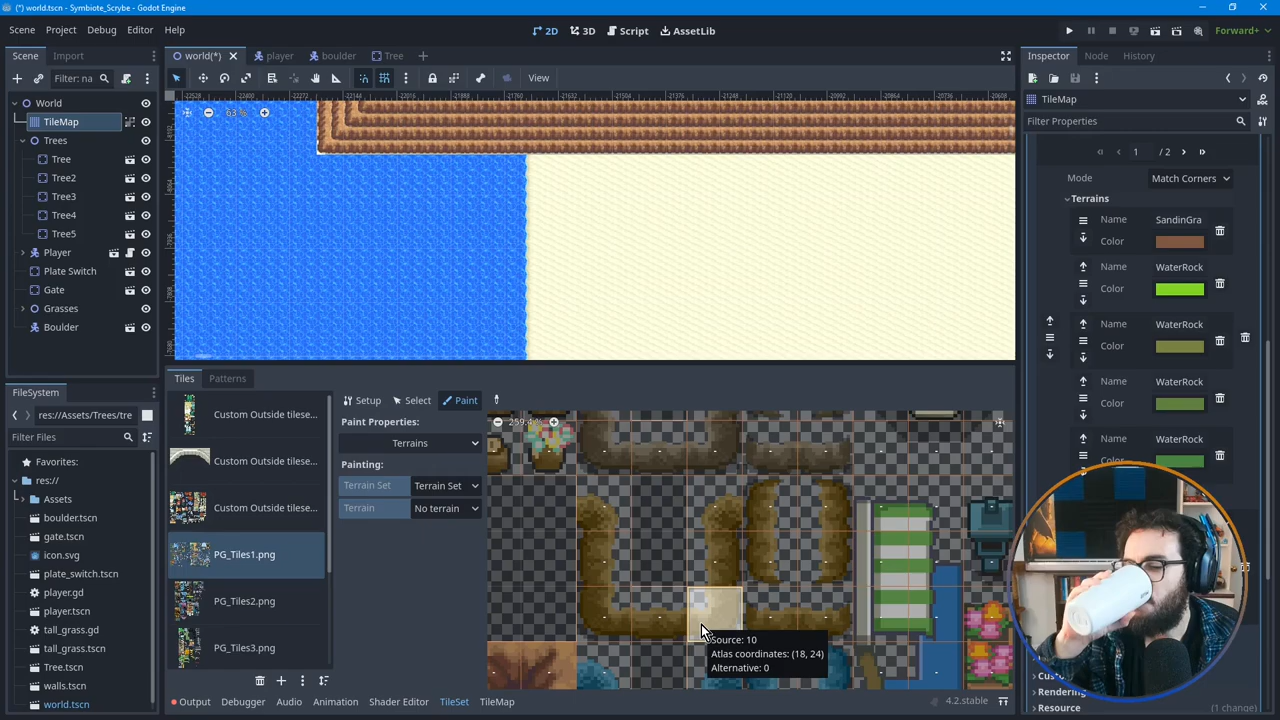 (*) world.tscn - Symbiote_Scrybe - Godot Engine
Scene Project Debug Editor Help
2D 3D Script AssetLib
Forward+
Scene Import
world(*) player boulder Tree
Inspector Node History
Filter: na
View
TileMap
Filter Properties
World
TileMap
Trees
Tree
Tree2
Tree3
Tree4
Tree5
Player
Plate Switch
Gate
Grasses
Boulder
63 %
1 / 2
Mode Match Corners
Terrains
Name SandinGra
Color
Name WaterRock
Color
Name WaterRock
Color
Name WaterRock
Color
Name WaterRock
Color
FileSystem
res://Assets/Trees/tre
Filter Files
Favorites:
res://
Assets
boulder.tscn
gate.tscn
icon.svg
plate_switch.tscn
player.gd
player.tscn
tall_grass.gd
tall_grass.tscn
Tree.tscn
walls.tscn
world.tscn
Tiles Patterns
Custom Outside tilese...
Custom Outside tilese...
Custom Outside tilese...
PG_Tiles1.png
PG_Tiles2.png
PG_Tiles3.png
Setup Select Paint
Paint Properties:
Terrains
Painting:
Terrain Set Terrain Set
Terrain No terrain
259.4 %
Source: 10
Atlas coordinates: (18, 24)
Alternative: 0
Rendering
Resource (1 change)
Output Debugger Audio Animation Shader Editor TileSet TileMap
4.2.stable